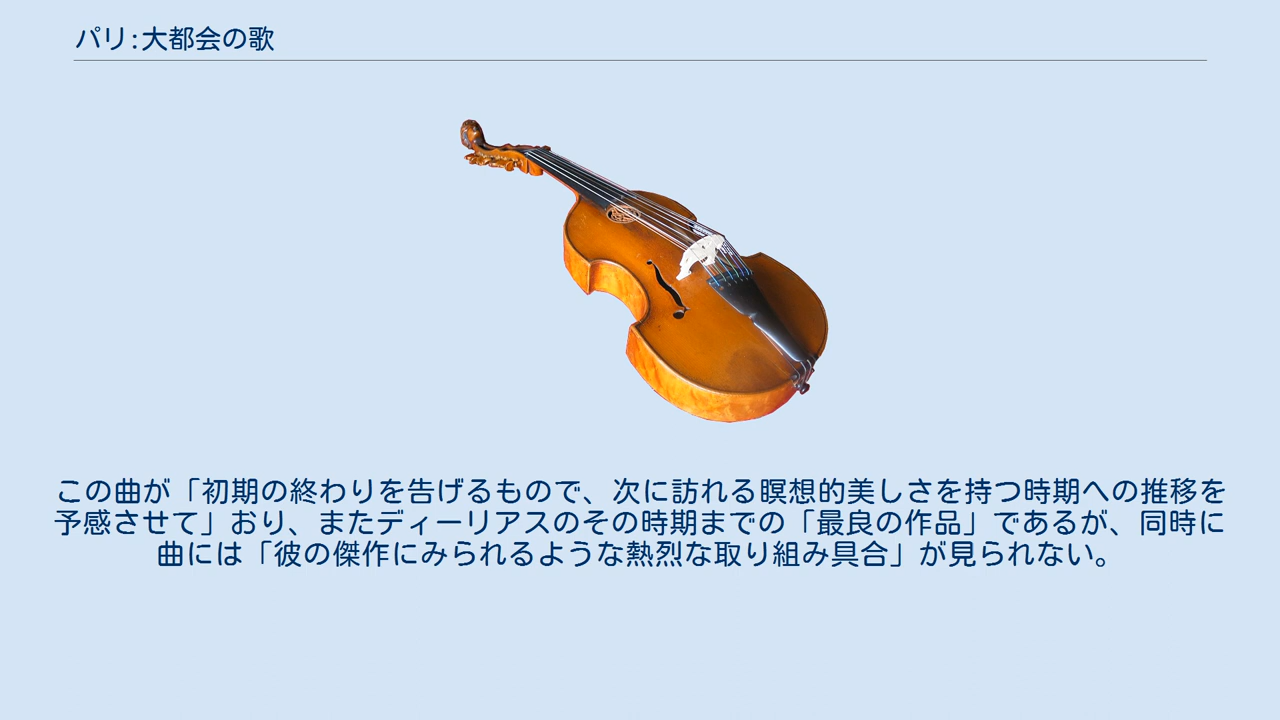 パリ:大都会の歌
この曲が「初期の終わりを告げるもので、次に訪れる瞑想的美しさを持つ時期への推移を
予感させて」おり、またディーリアスのその時期までの「最良の作品」であるが、同時に
曲には「彼の傑作にみられるような熱烈な取り組み具合」が見られない。